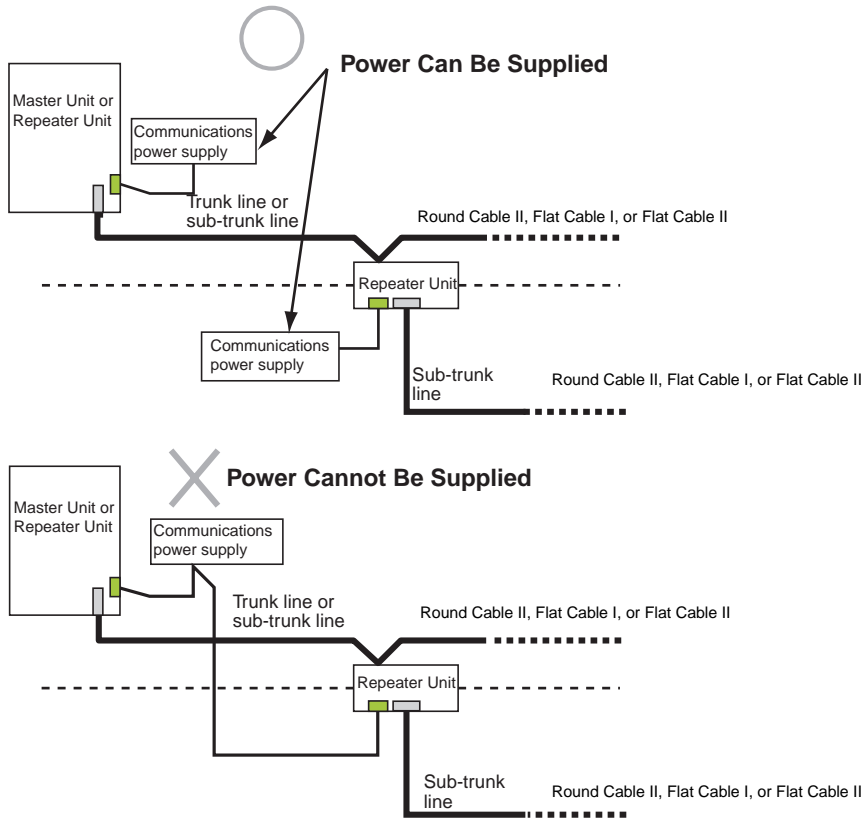 Power Can Be Supplied
Master Unit or
Repeater Unit
Communications
power supply
Trunk line or
sub-trunk line
Round Cable II, Flat Cable I, or Flat Cable II
Repeater Unit
Communications
power supply
Sub-trunk
line
Round Cable II, Flat Cable I, or Flat Cable II
Power Cannot Be Supplied
Master Unit or
Repeater Unit
Communications
power supply
Trunk line or
sub-trunk line
Round Cable II, Flat Cable I, or Flat Cable II
Repeater Unit
Sub-trunk
line
Round Cable II, Flat Cable I, or Flat Cable II